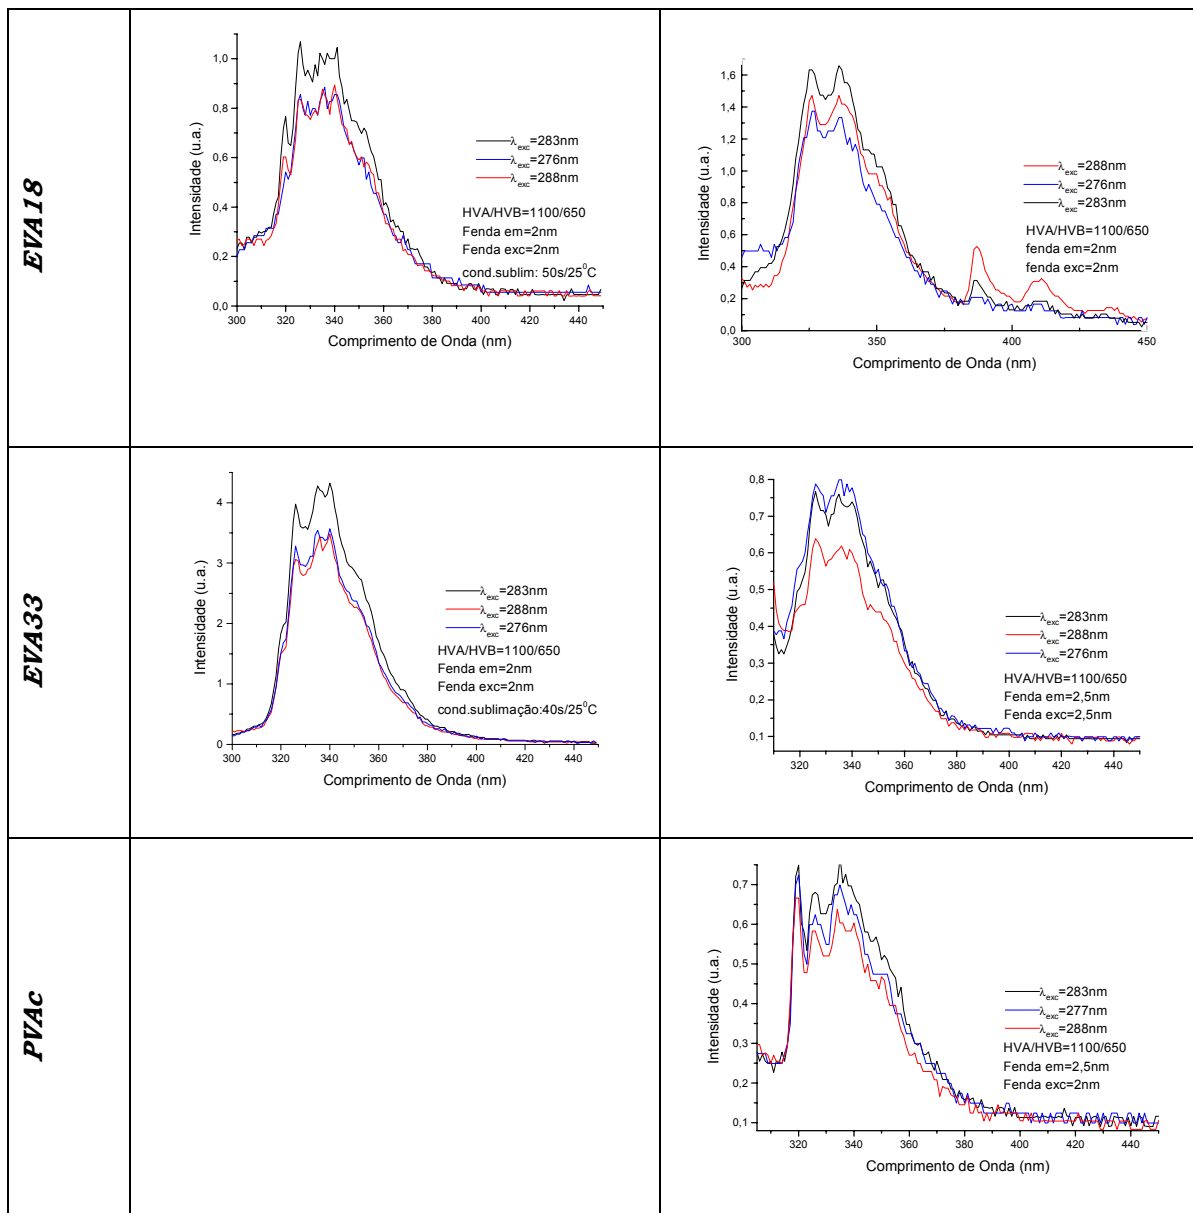 EVA18
1,0
0,8
0,6
0,4
0,2
0,0
Intensidade (u.a.)
300 320 340 360 380 400 420 440
Comprimento de Onda (nm)
λexc=283nm
λexc=276nm
λexc=288nm
HVA/HVB=1100/650
Fenda em=2nm
Fenda exc=2nm
cond.sublim: 50s/25⁰C
1,6
1,4
1,2
1,0
0,8
0,6
0,4
0,2
0,0
Intensidade (u.a.)
300 350 400 450
Comprimento de Onda (nm)
λexc=288nm
λexc=276nm
λexc=283nm
HVA/HVB=1100/650
fenda em=2nm
fenda exc=2nm
EVA33
4
3
2
1
0
Intensidade (u.a.)
300 320 340 360 380 400 420 440
Comprimento de Onda (nm)
λexc=283nm
λexc=288nm
λexc=276nm
HVA/HVB=1100/650
Fenda em=2nm
Fenda exc=2nm
cond.sublimação:40s/25⁰C
0,8
0,7
0,6
0,5
0,4
0,3
0,2
0,1
Intensidade (u.a.)
320 340 360 380 400 420 440
Comprimento de Onda (nm)
λexc=283nm
λexc=288nm
λexc=276nm
HVA/HVB=1100/650
Fenda em=2,5nm
Fenda exc=2,5nm
PVAc
0,7
0,6
0,5
0,4
0,3
0,2
0,1
Intensidade (u.a.)
320 340 360 380 400 420 440
Comprimento de Onda (nm)
λexc=283nm
λexc=277nm
λexc=288nm
HVA/HVB=1100/650
Fenda em=2,5nm
Fenda exc=2nm